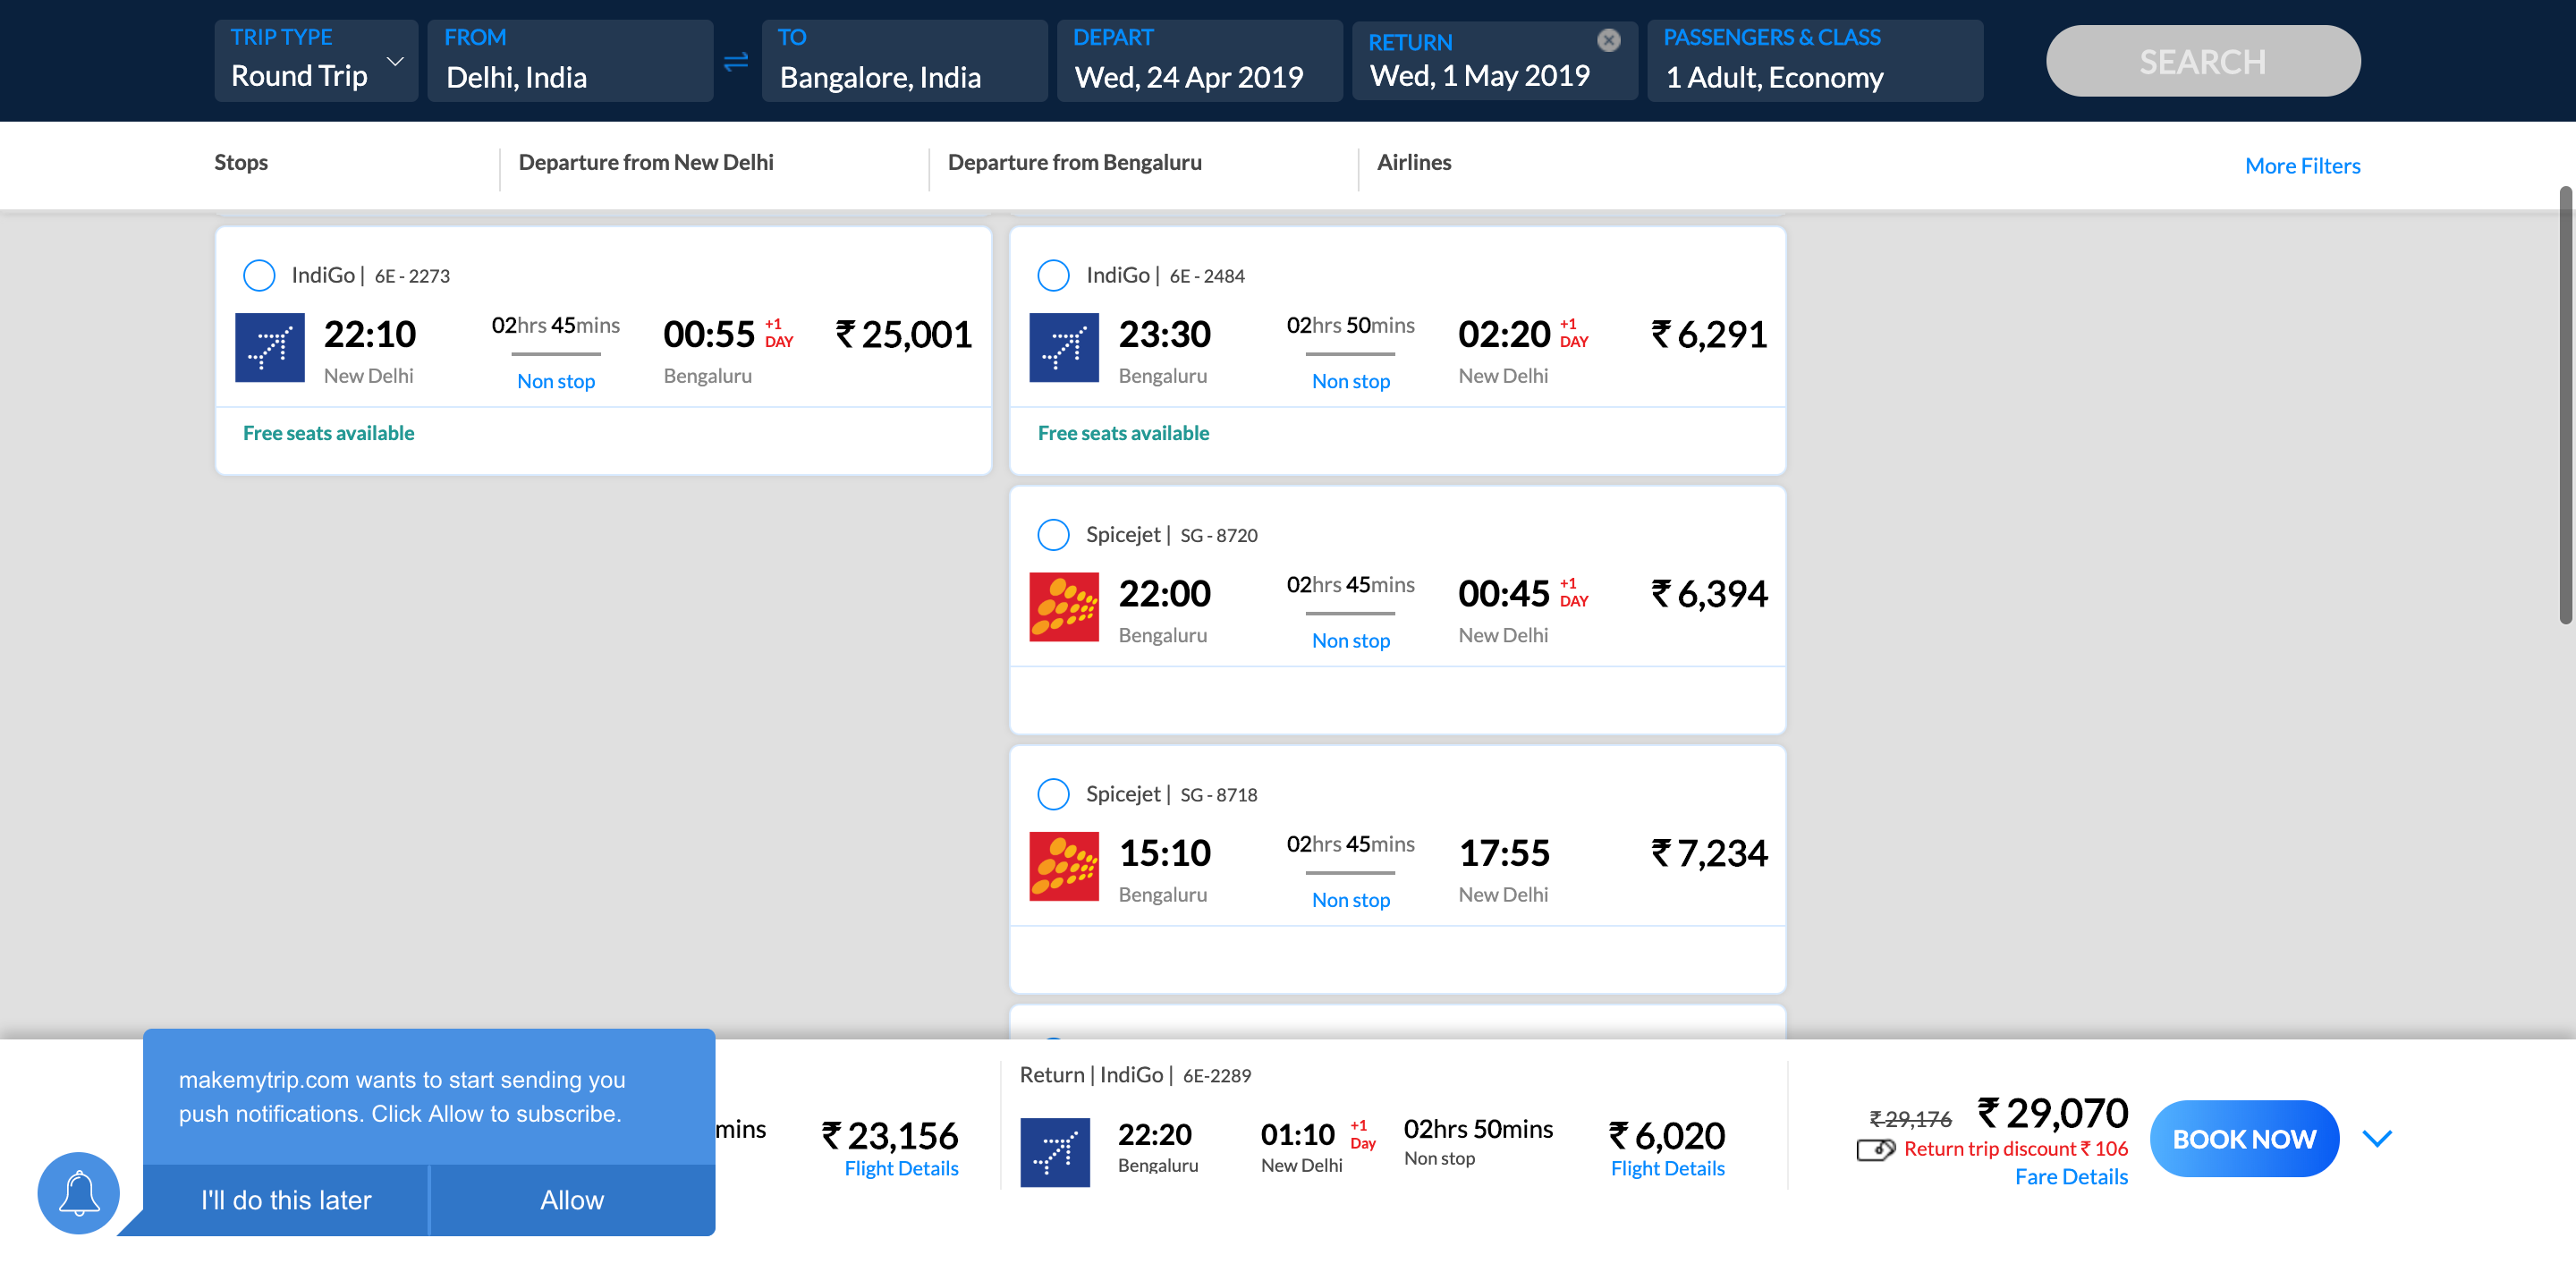 TRIP TYPE
Round Trip
FROM
Delhi, India
TO
Bangalore, India
DEPART
Wed, 24 Apr 2019
RETURN
Wed, 1 May 2019
PASSENGERS & CLASS
1 Adult, Economy
SEARCH
Stops
Departure from New Delhi
Departure from Bengaluru
Airlines
More Filters
IndiGo | 6E - 2273
22:10
New Delhi
02hrs 45mins
Non stop
00:55 +1 DAY
Bengaluru
₹ 25,001
Free seats available
IndiGo | 6E - 2484
23:30
Bengaluru
02hrs 50mins
Non stop
02:20 +1 DAY
New Delhi
₹ 6,291
Free seats available
Spicejet | SG - 8720
22:00
Bengaluru
02hrs 45mins
Non stop
00:45 +1 DAY
New Delhi
₹ 6,394
Spicejet | SG - 8718
15:10
Bengaluru
02hrs 45mins
Non stop
17:55
New Delhi
₹ 7,234
makemytrip.com wants to start sending you
push notifications. Click Allow to subscribe.
I'll do this later
Allow
mins
₹ 23,156
Flight Details
Return | IndiGo | 6E-2289
22:20
Bengaluru
01:10 +1 Day
New Delhi
02hrs 50mins
Non stop
₹ 6,020
Flight Details
₹ 29,176 ₹ 29,070
Return trip discount ₹ 106
Fare Details
BOOK NOW